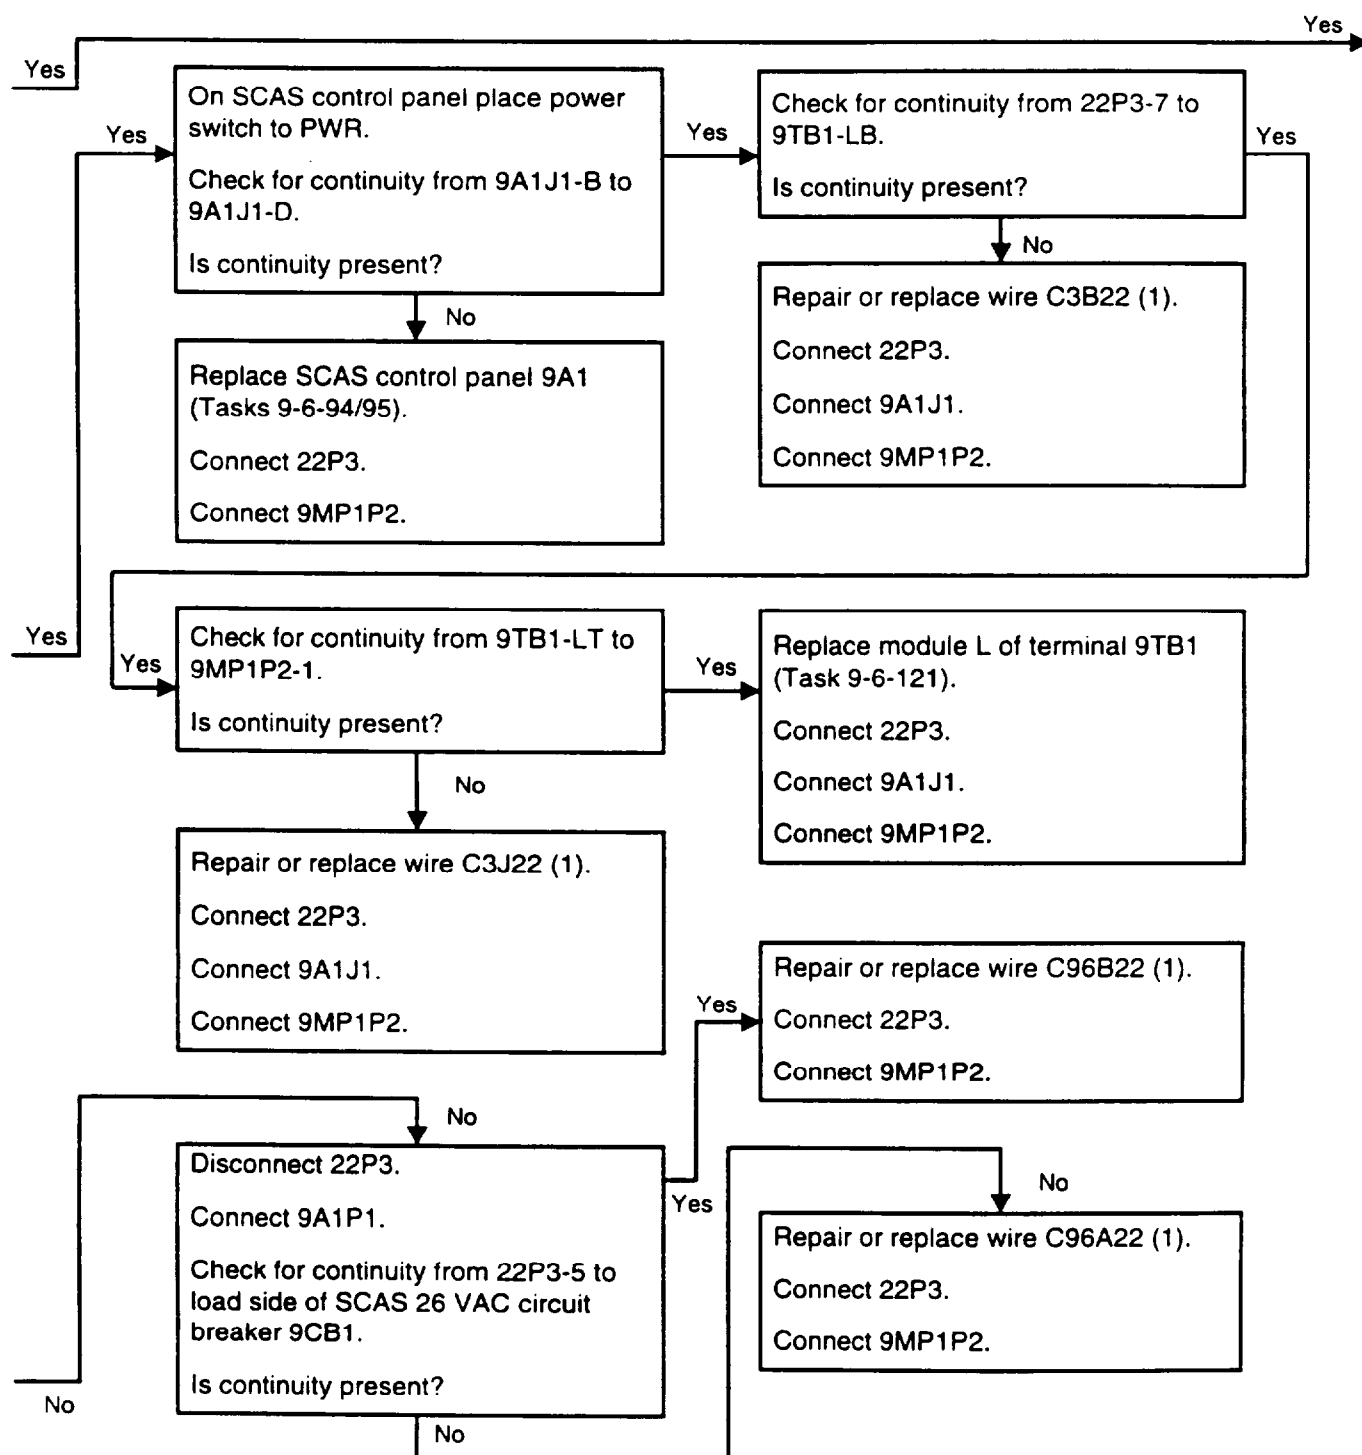 Yes
Yes
On SCAS control panel place power
switch to PWR.
Check for continuity from 9A1J1-B to
9A1J1-D.
Is continuity present?
Yes
Yes
Check for continuity from 22P3-7 to
9TB1-LB.
Is continuity present?
Yes
No
Repair or replace wire C3B22 (1).
Connect 22P3.
Connect 9A1J1.
Connect 9MP1P2.
No
Replace SCAS control panel 9A1
(Tasks 9-6-94/95).
Connect 22P3.
Connect 9MP1P2.
Yes
Yes
Check for continuity from 9TB1-LT to
9MP1P2-1.
Is continuity present?
Yes
Replace module L of terminal 9TB1
(Task 9-6-121).
Connect 22P3.
Connect 9A1J1.
Connect 9MP1P2.
No
Repair or replace wire C3J22 (1).
Connect 22P3.
Connect 9A1J1.
Connect 9MP1P2.
Yes
Repair or replace wire C96B22 (1).
Connect 22P3.
Connect 9MP1P2.
No
Disconnect 22P3.
Connect 9A1P1.
Check for continuity from 22P3-5 to
load side of SCAS 26 VAC circuit
breaker 9CB1.
Is continuity present?
Yes
No
Repair or replace wire C96A22 (1).
Connect 22P3.
Connect 9MP1P2.
No
No